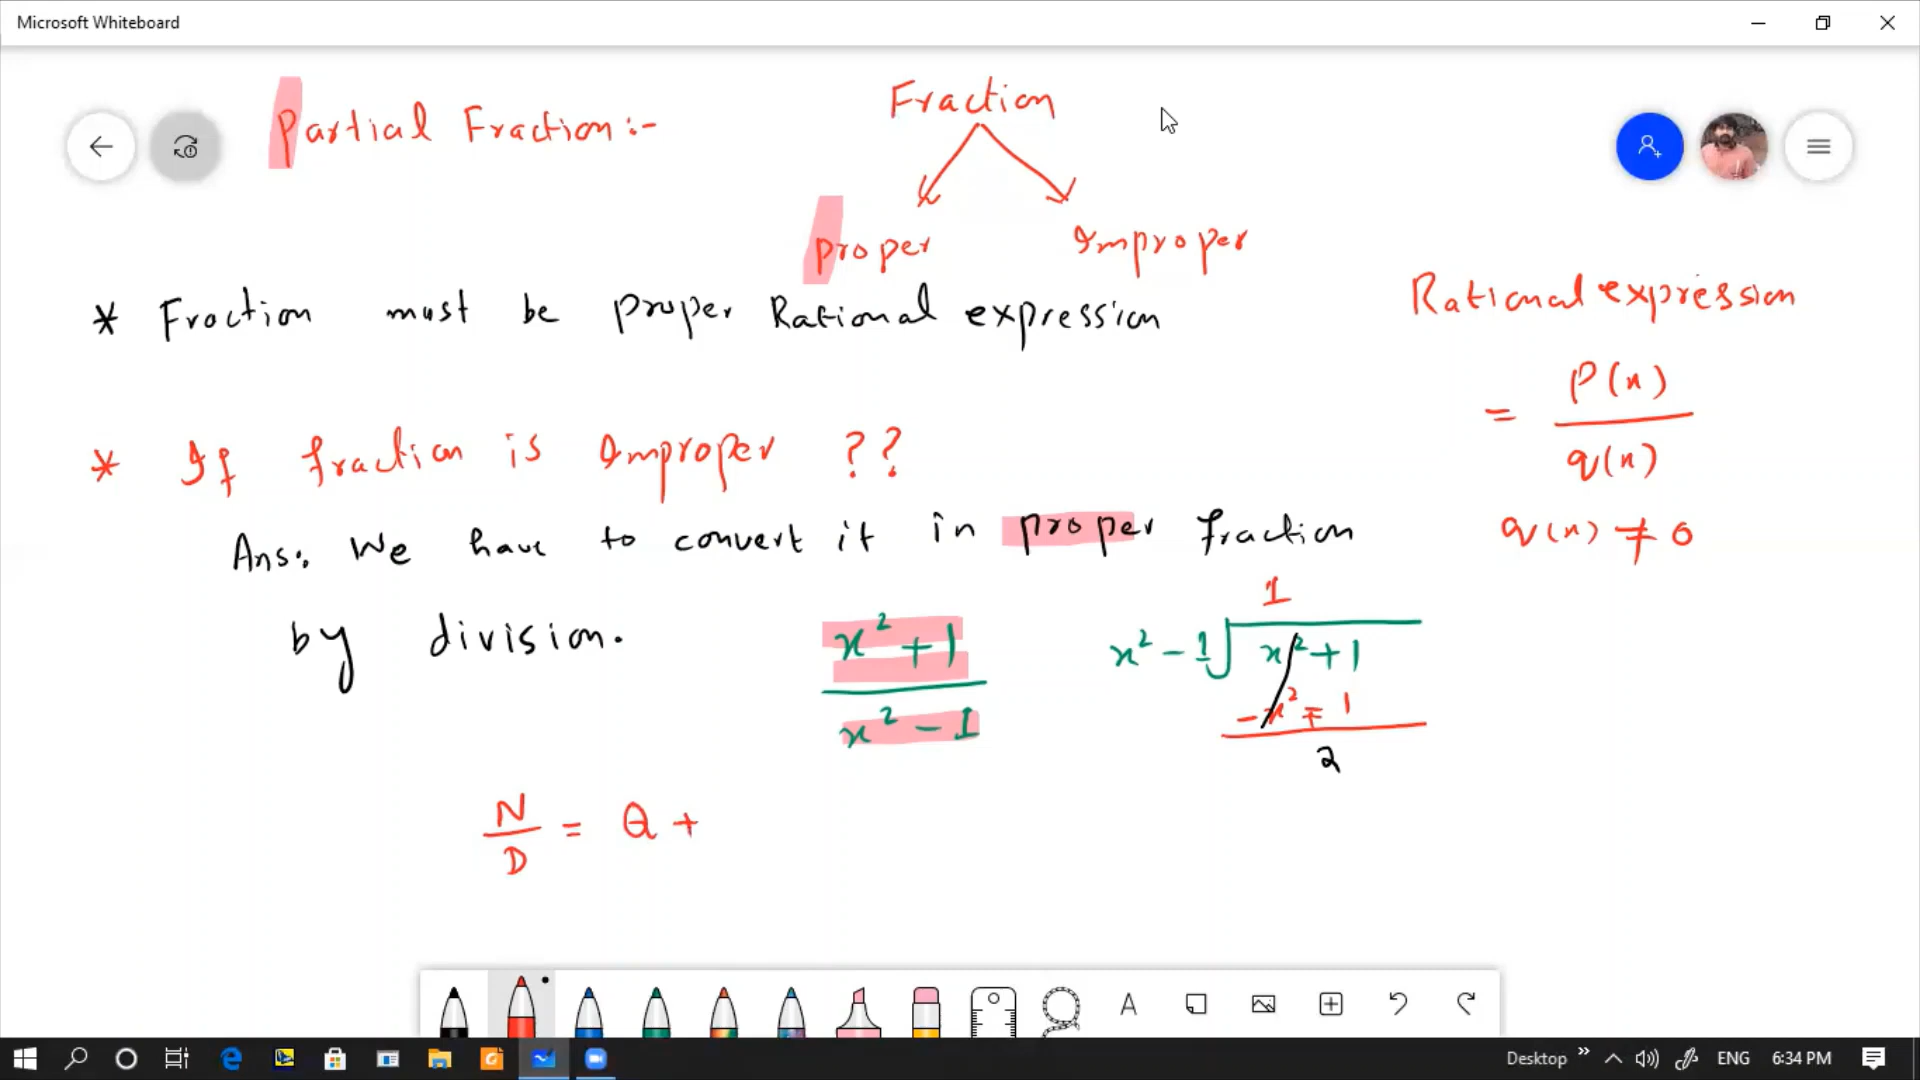 Microsoft Whiteboard
Partial Fraction:-
Fraction
Proper Improper
* Fraction must be proper Rational expression
Rational expression
= P(x)
q(x)
q(x) ≠ 0
* If fraction is Improper ??
Ans: We have to convert it in proper fraction
by division.
x² + 1
x² - 1
1
x² - 1 x² + 1
- x² ∓ 1
2
N
D = Q +
Desktop » ENG 6:34 PM